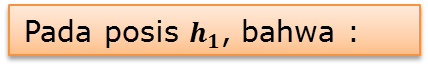 Pada posis h₁, bahwa :